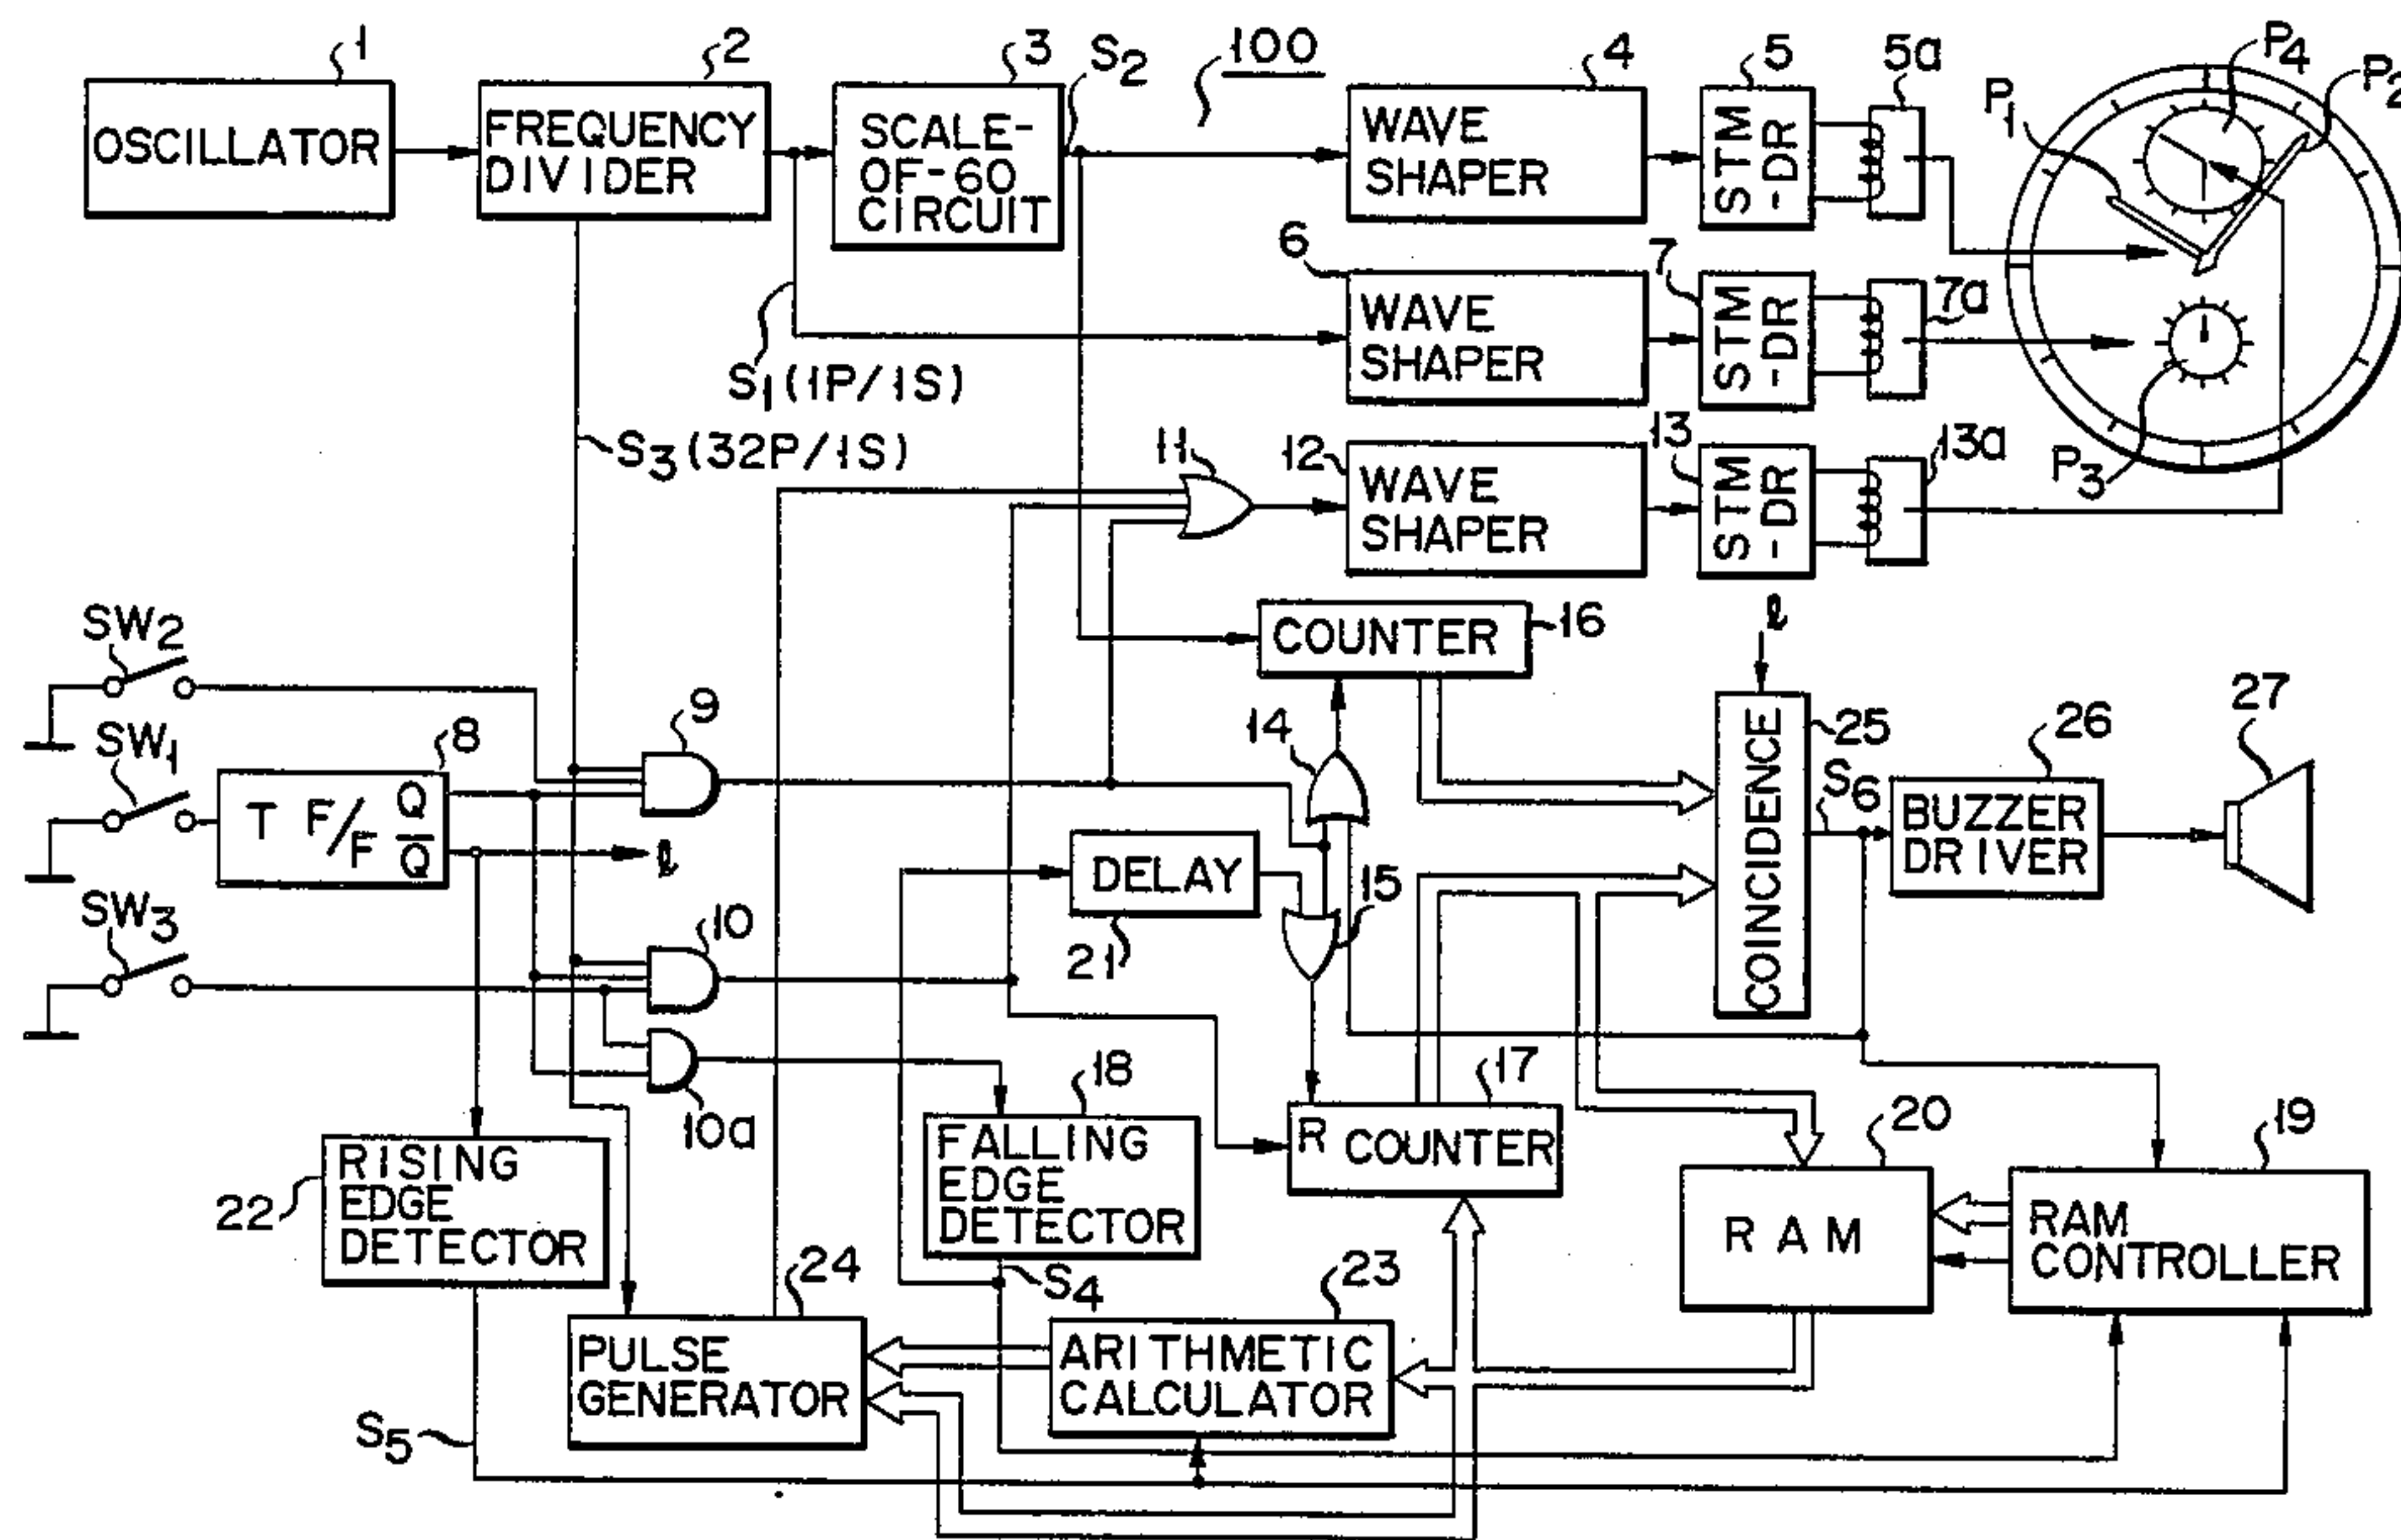 1
2
3
S2
100
4
5
5a
P4
P2
P1
OSCILLATOR
FREQUENCY
DIVIDER
SCALE-
OF-60
CIRCUIT
WAVE
SHAPER
STM
-DR
6
7
7a
WAVE
SHAPER
STM
-DR
S1 (1P/1S)
S3 (32P/1S)
11
12
13
13a
P3
WAVE
SHAPER
STM
-DR
SW2
COUNTER
16
ℓ
SW1
8
9
14
25
26
27
T F/F Q
Q̅
ℓ
COINCIDENCE
S6
BUZZER
DRIVER
DELAY
15
SW3
10
21
10a
18
17
20
19
RISING
EDGE
DETECTOR
22
FALLING
EDGE
DETECTOR
R COUNTER
RAM
RAM
CONTROLLER
24
S4
23
PULSE
GENERATOR
ARITHMETIC
CALCULATOR
S5